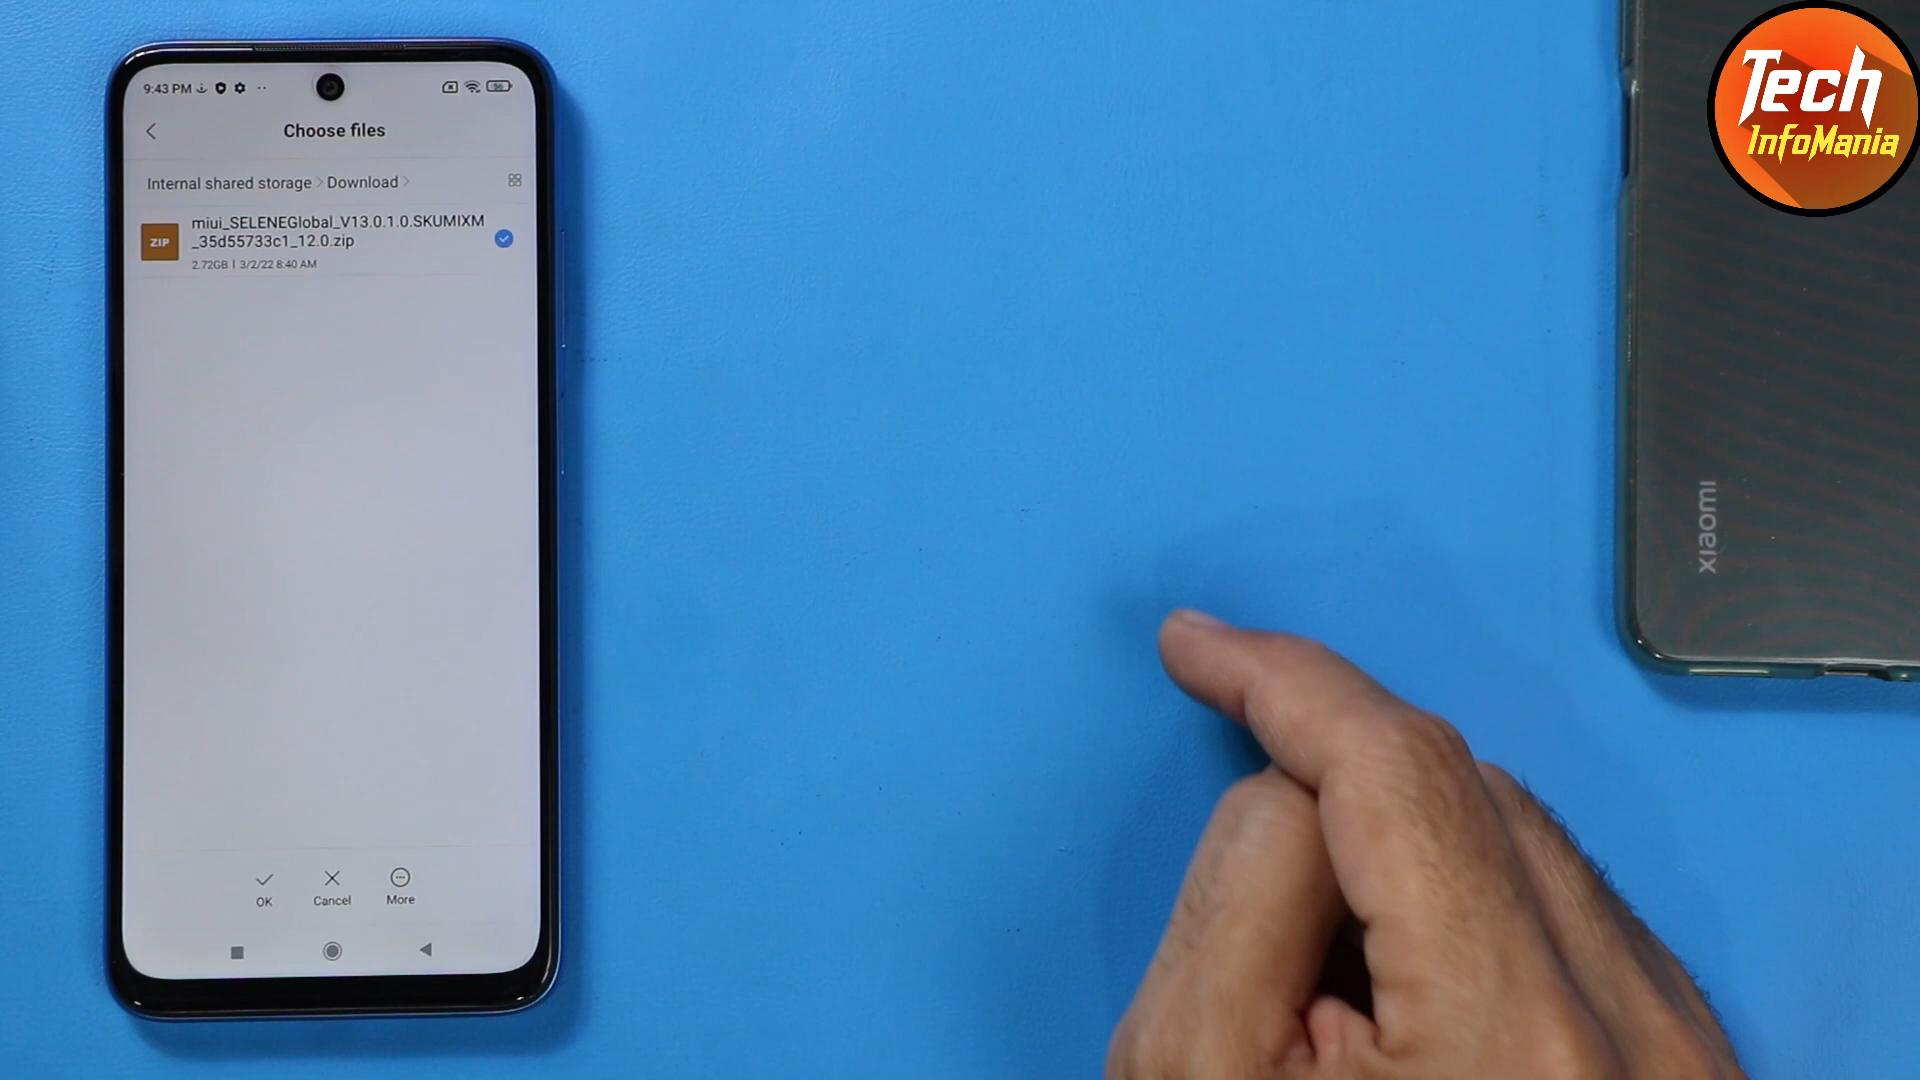 9:43 PM
56
Choose files
Internal shared storage > Download >
ZIP
miui_SELENEGlobal_V13.0.1.0.SKUMIXM
_35d55733c1_12.0.zip
2.72GB | 3/2/22 8:40 AM
OK
Cancel
More
Tech
InfoMania
xiaomi